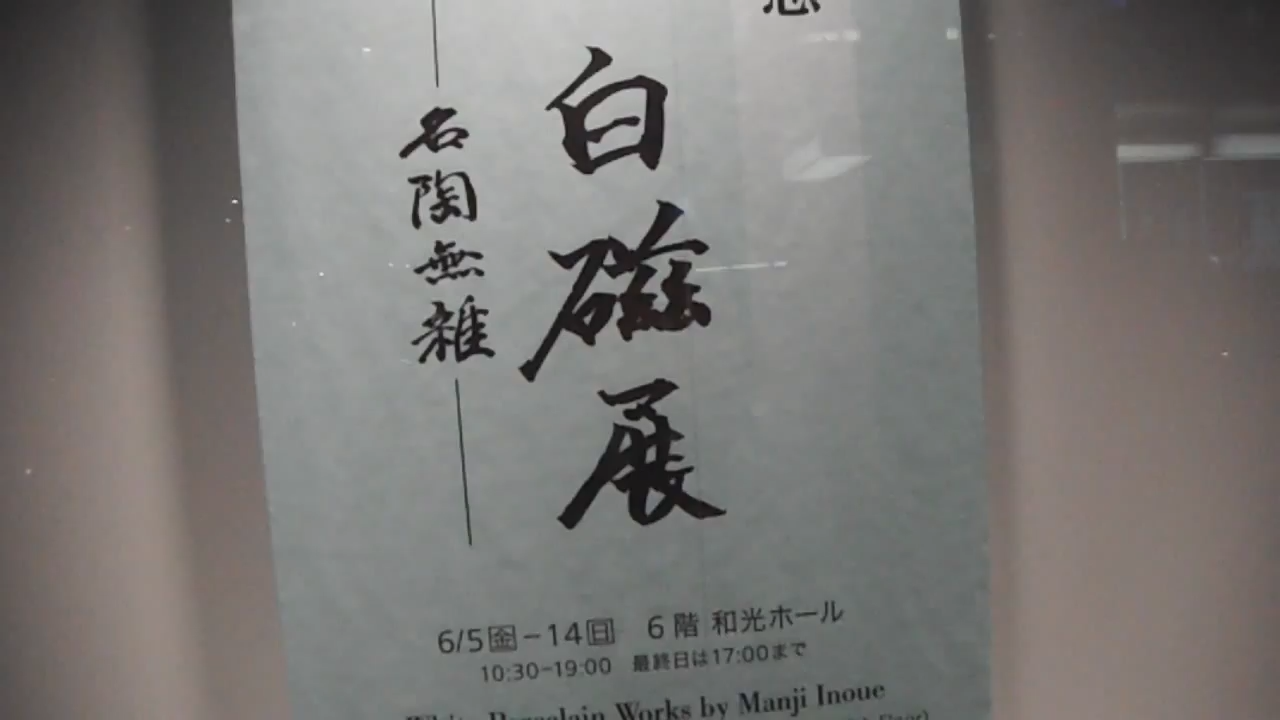 白磁展
名陶無雑
6/5金-14日 6階 和光ホール
10:30-19:00 最終日は17:00まで
White Porcelain Works by Manji Inoue